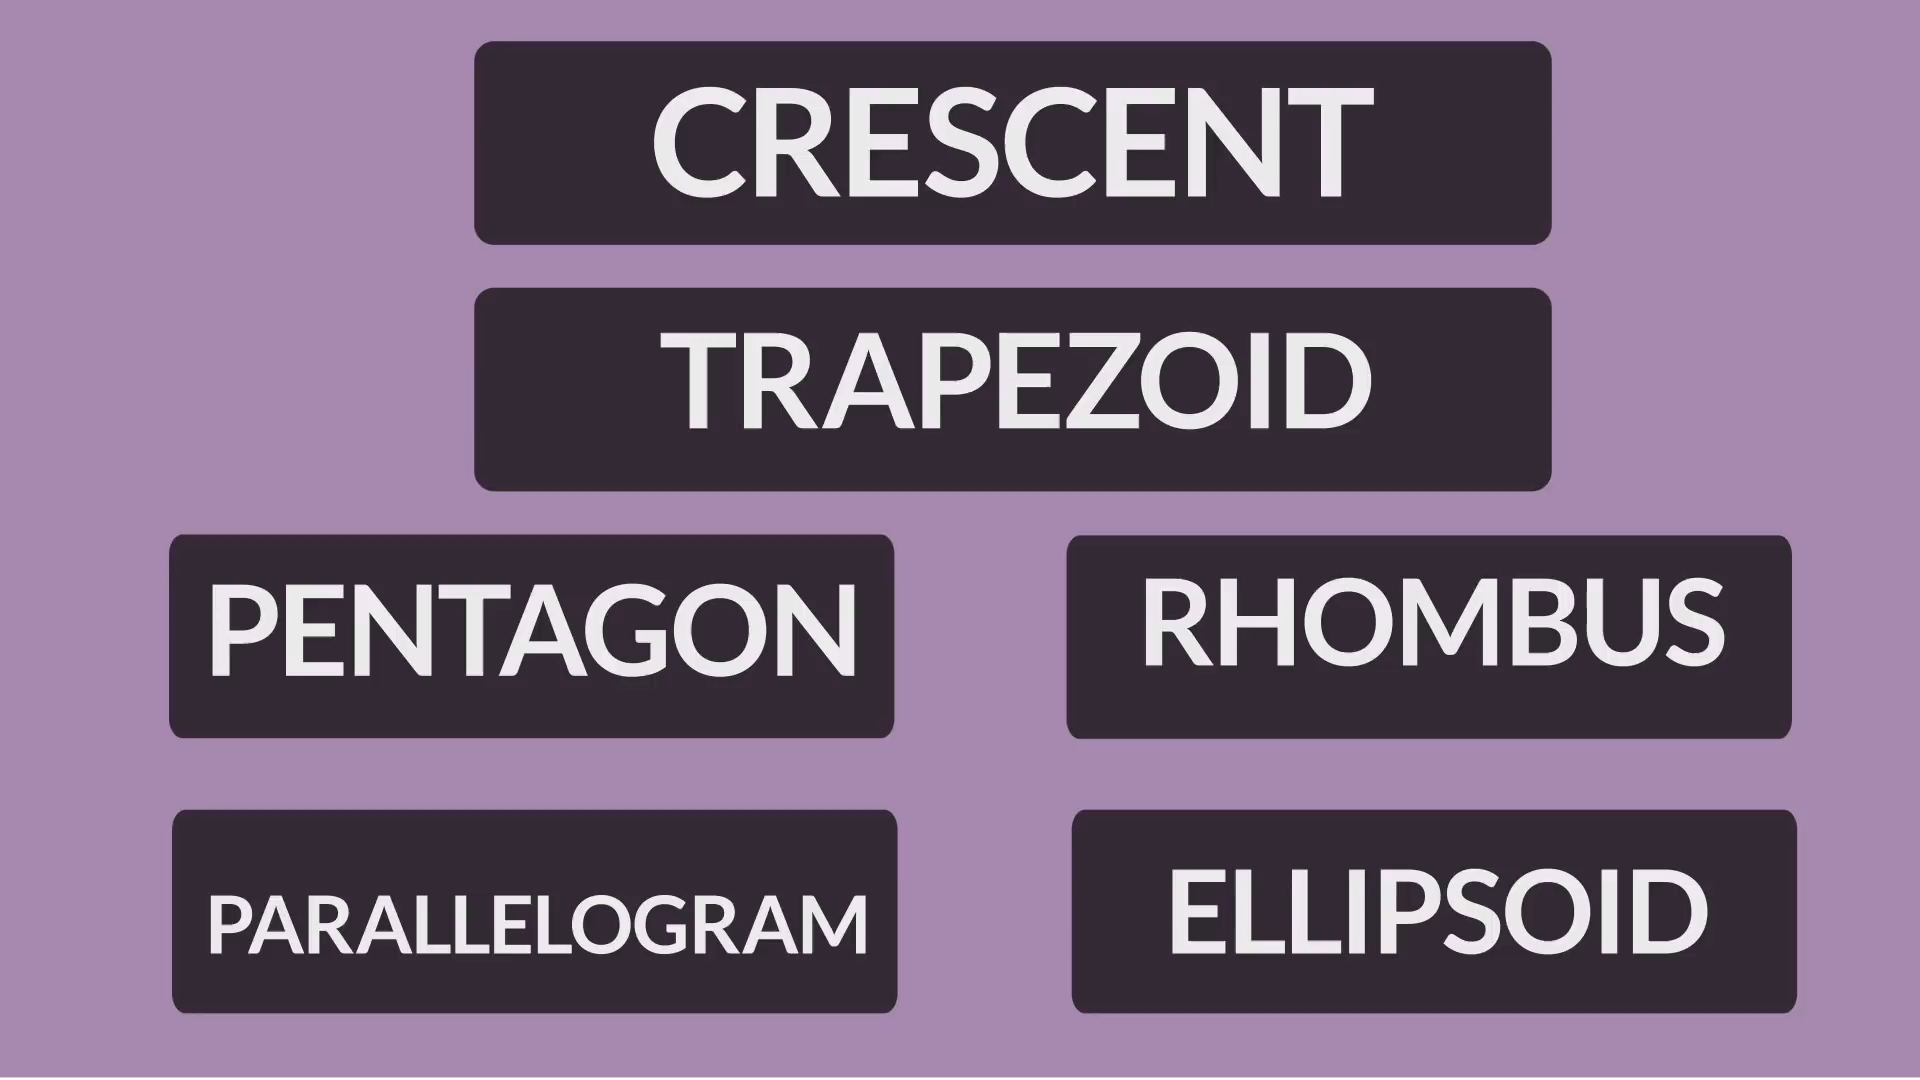 CRESCENT
TRAPEZOID
PENTAGON
RHOMBUS
PARALLELOGRAM
ELLIPSOID